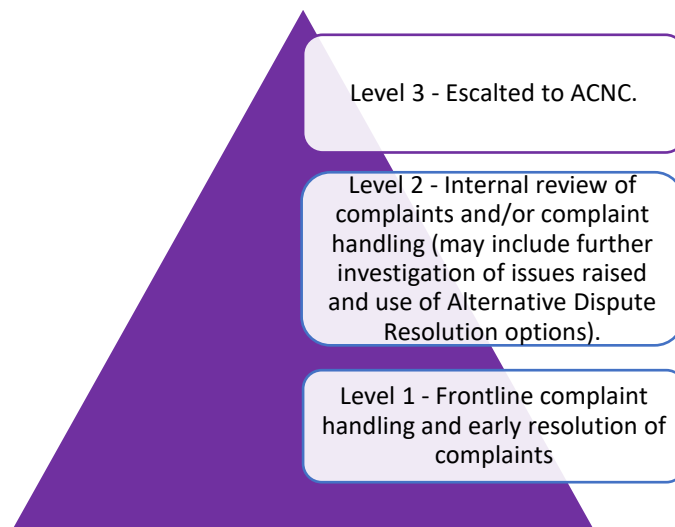 Level 3 - Escalted to ACNC.
Level 2 - Internal review of
complaints and/or complaint
handling (may include further
investigation of issues raised
and use of Alternative Dispute
Resolution options).
Level 1 - Frontline complaint
handling and early resolution of
complaints